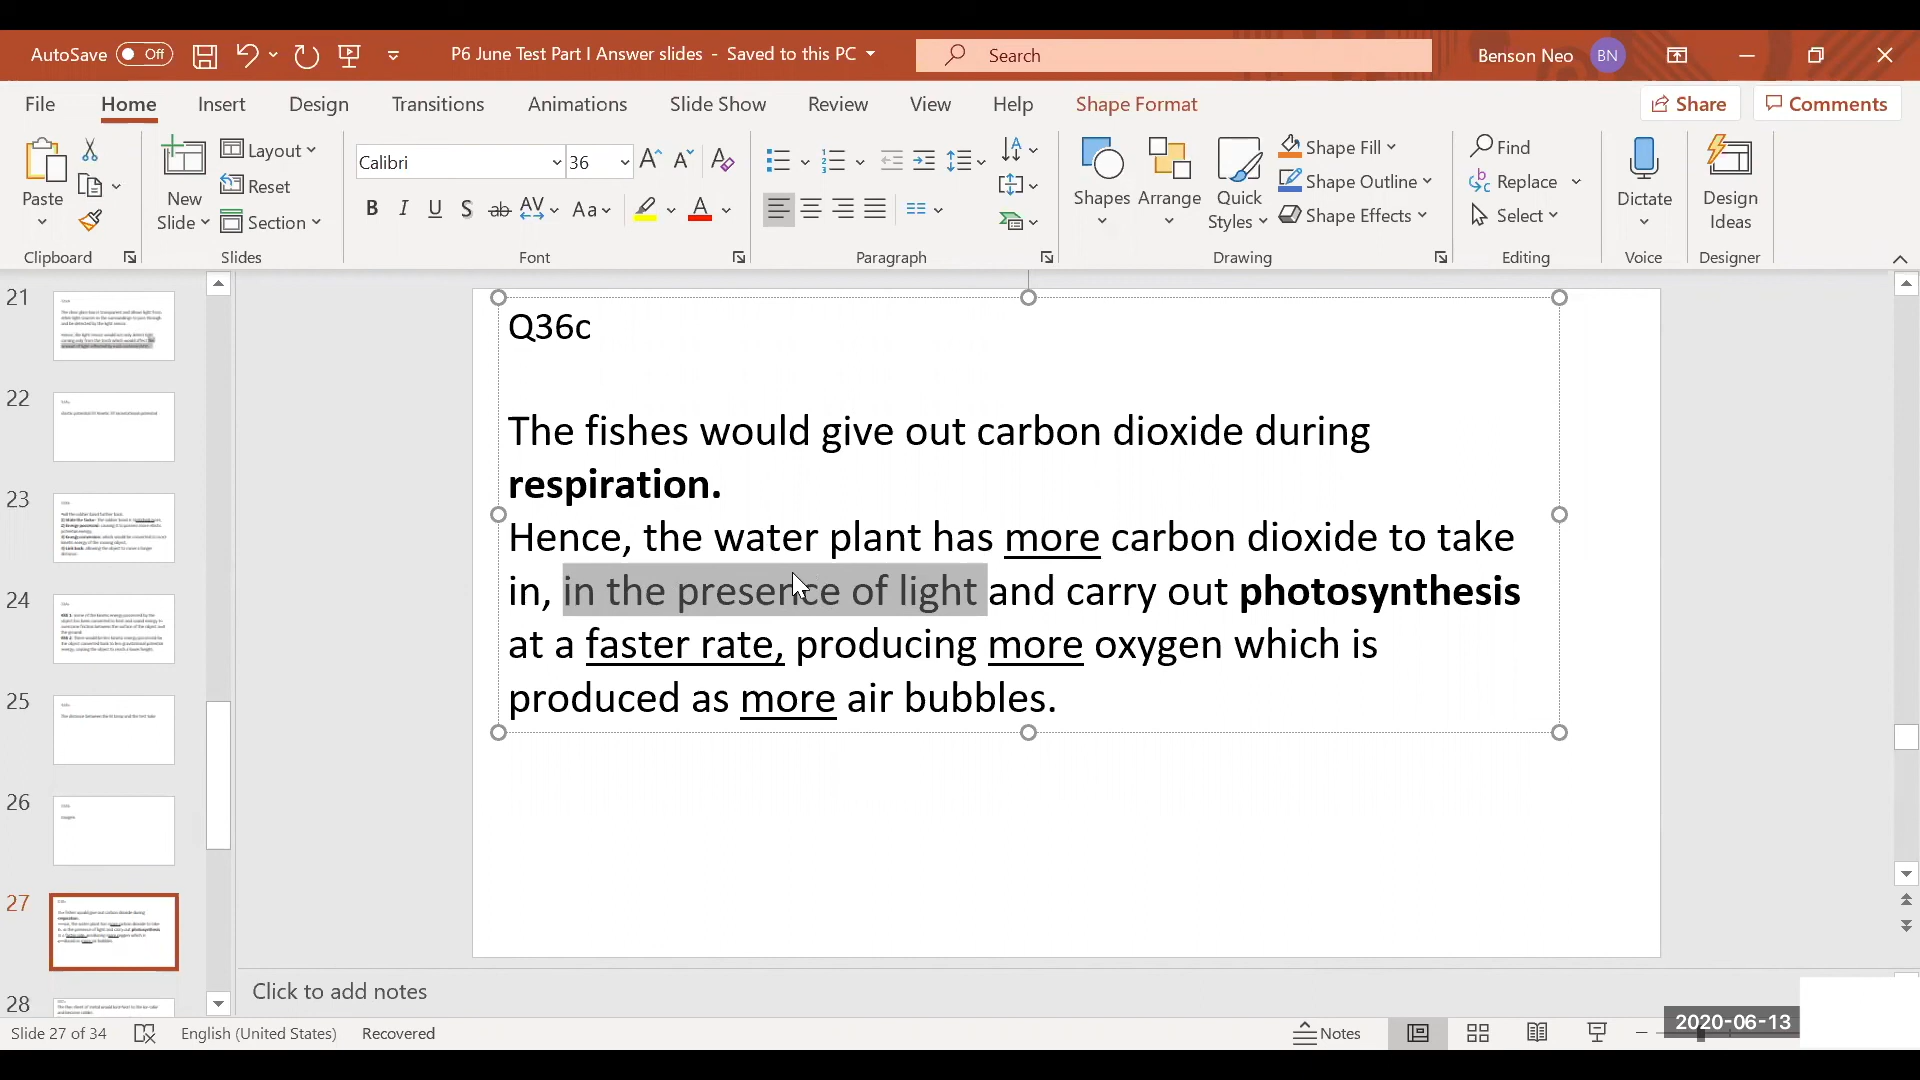 AutoSave Off P6 June Test Part I Answer slides - Saved to this PC Search Benson Neo BN
File Home Insert Design Transitions Animations Slide Show Review View Help Shape Format Share Comments
Paste
New Slide
Layout
Reset
Section
Calibri 36
Shapes
Arrange
Quick Styles
Shape Fill
Shape Outline
Shape Effects
Find
Replace
Select
Dictate
Design Ideas
Clipboard Slides Font Paragraph Drawing Editing Voice Designer
21
22
23
24
25
26
27
28
Q36c
The fishes would give out carbon dioxide during
respiration.
Hence, the water plant has more carbon dioxide to take
in, in the presence of light and carry out photosynthesis
at a faster rate, producing more oxygen which is
produced as more air bubbles.
Click to add notes
Slide 27 of 34 English (United States) Recovered Notes
2020-06-13